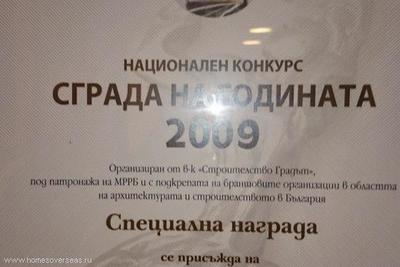 НАЦИОНАЛЕН КОНКУРС
СГРАДА НА ГОДИНАТА
2009
Организиран от в-к «Строителство Градът»,
под патронажа на МРРБ и с подкрепата на браншовите организации в областта
на архитектурата и строителството в България
Специална награда
се присъжда на
www.homesoverseas.ru